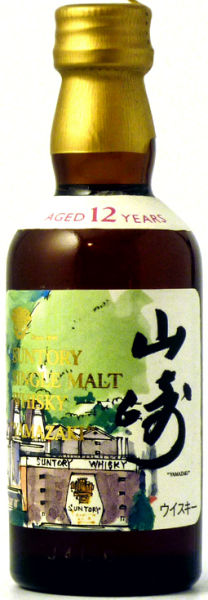 AGED 12 YEARS
SUNTORY
SINGLE MALT
WHISKY
YAMAZAKI
山崎
"YAMAZAKI"
SUNTORY WHISKY
SUNTORY
ウイスキー